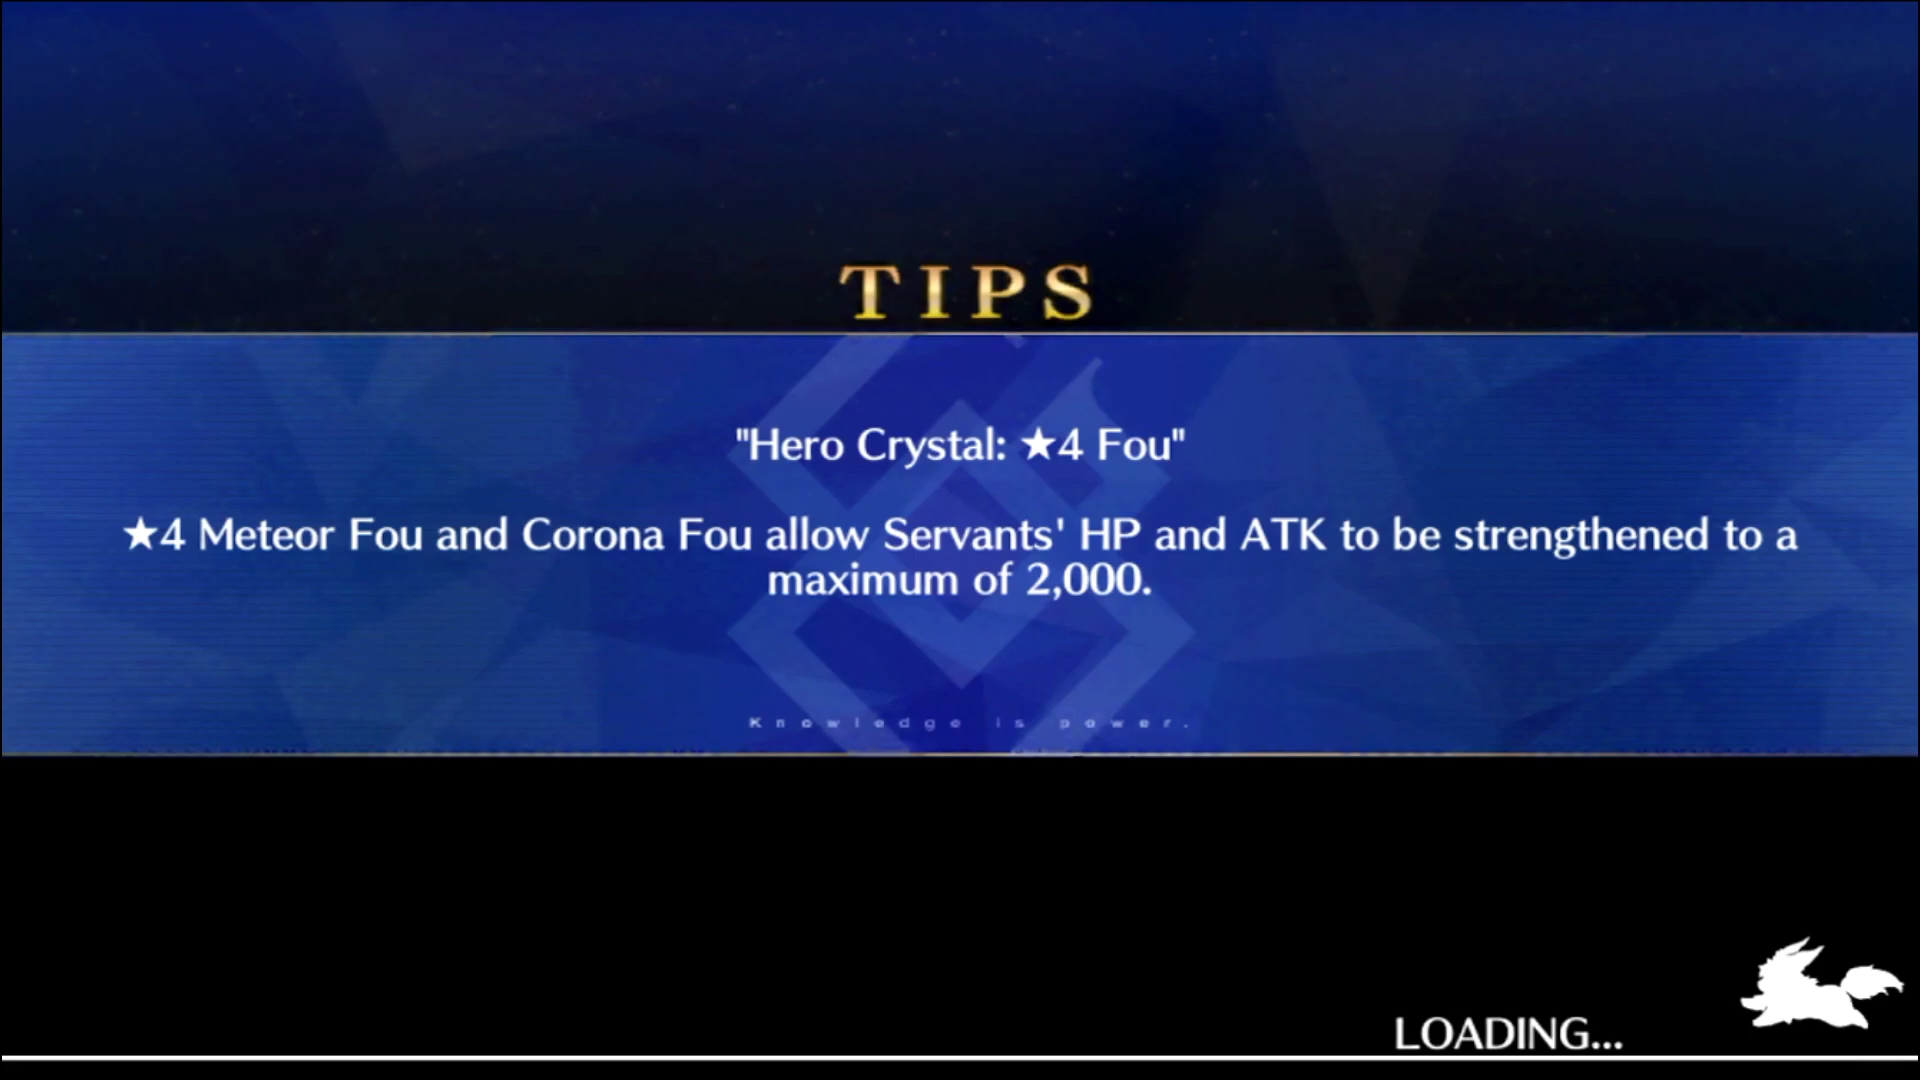 TIPS
"Hero Crystal: ★4 Fou"
★4 Meteor Fou and Corona Fou allow Servants' HP and ATK to be strengthened to a
maximum of 2,000.
Knowledge is power.
LOADING...